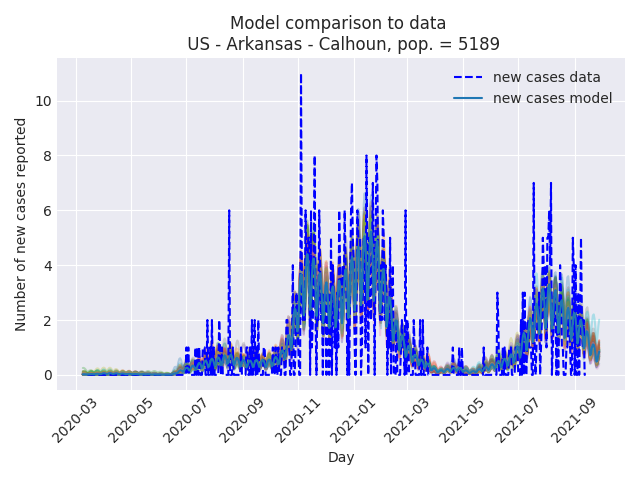 Model comparison to data
US - Arkansas - Calhoun, pop. = 5189
new cases data
new cases model
Number of new cases reported
10
8
6
4
2
0
2020-03
2020-05
2020-07
2020-09
2020-11
2021-01
2021-03
2021-05
2021-07
2021-09
Day